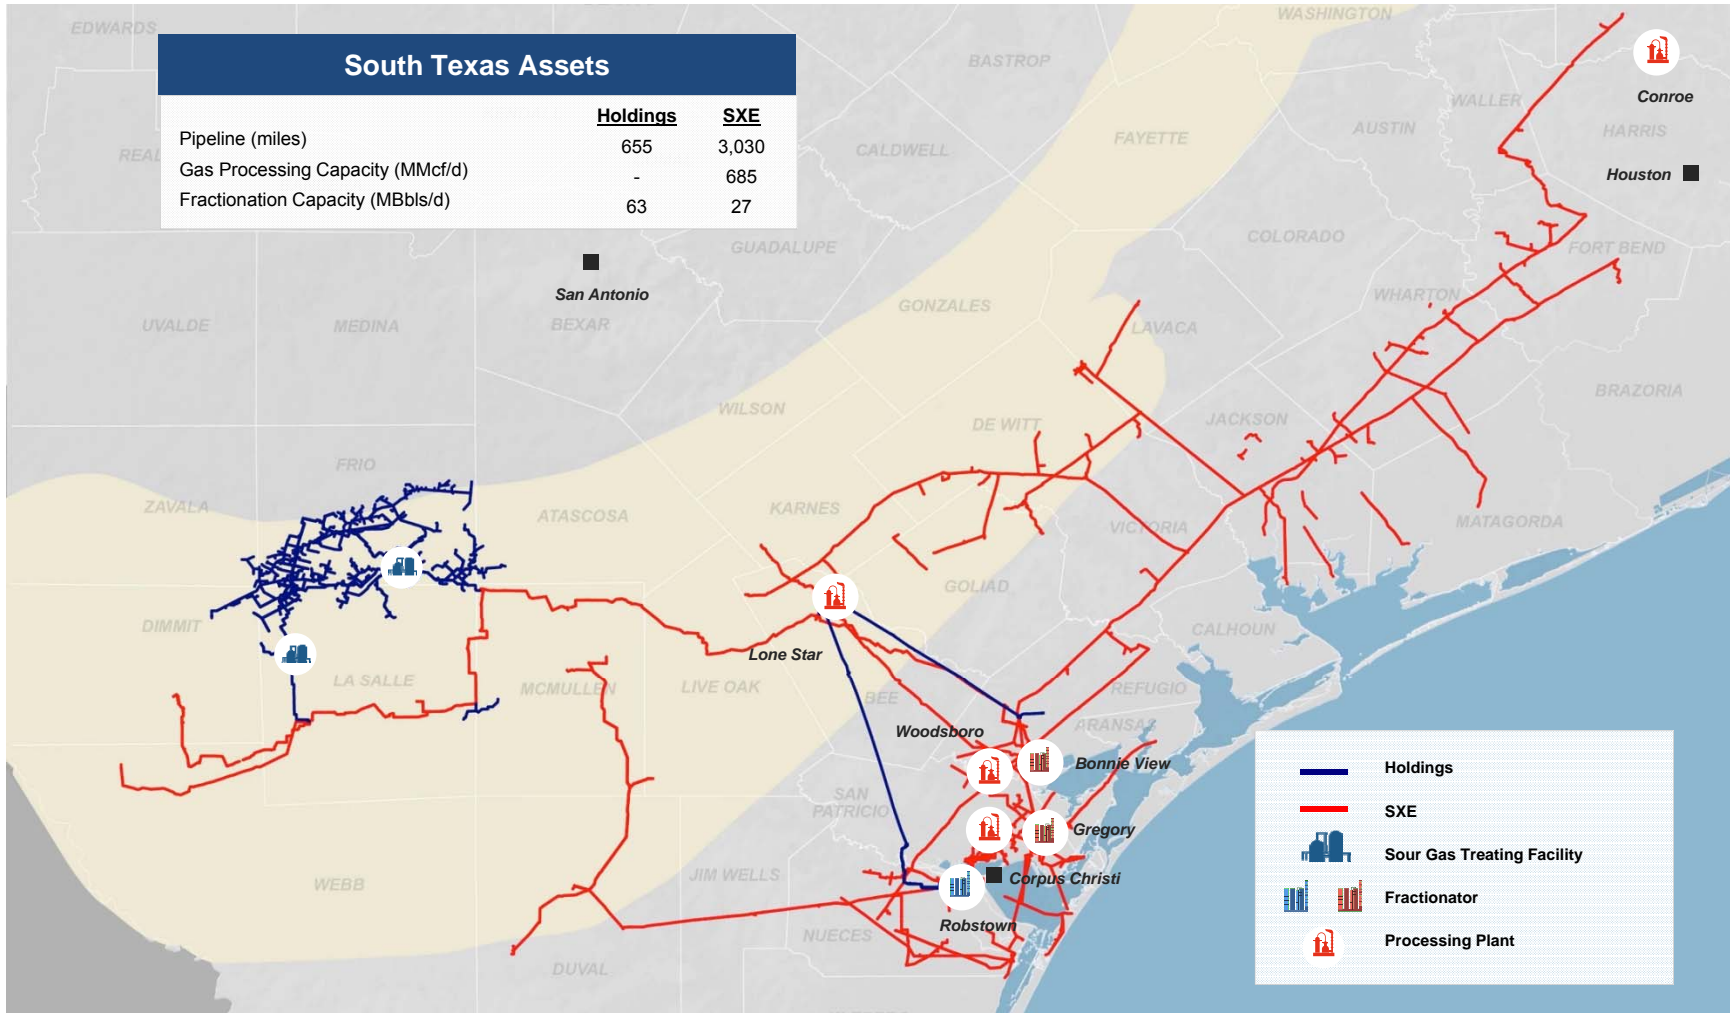 EDWARDS
WASHINGTON
South Texas Assets
BASTROP
Holdings SXE
Pipeline (miles) 655 3,030
Gas Processing Capacity (MMcf/d) - 685
Fractionation Capacity (MBbls/d) 63 27
REAL
Conroe
WALLER
HARRIS
AUSTIN
FAYETTE
CALDWELL
Houston
COLORADO
FORT BEND
GUADALUPE
San Antonio
BEXAR
UVALDE
MEDINA
GONZALES
WHARTON
LAVACA
BRAZORIA
WILSON
DE WITT
JACKSON
FRIO
ZAVALA
ATASCOSA
KARNES
VICTORIA
MATAGORDA
GOLIAD
DIMMIT
CALHOUN
Lone Star
LA SALLE
MCMULLEN
LIVE OAK
BEE
REFUGIO
Woodsboro
ARANSAS
Bonnie View
SAN
PATRICIO
Gregory
JIM WELLS
WEBB
Corpus Christi
Robstown
NUECES
DUVAL
Holdings
SXE
Sour Gas Treating Facility
Fractionator
Processing Plant